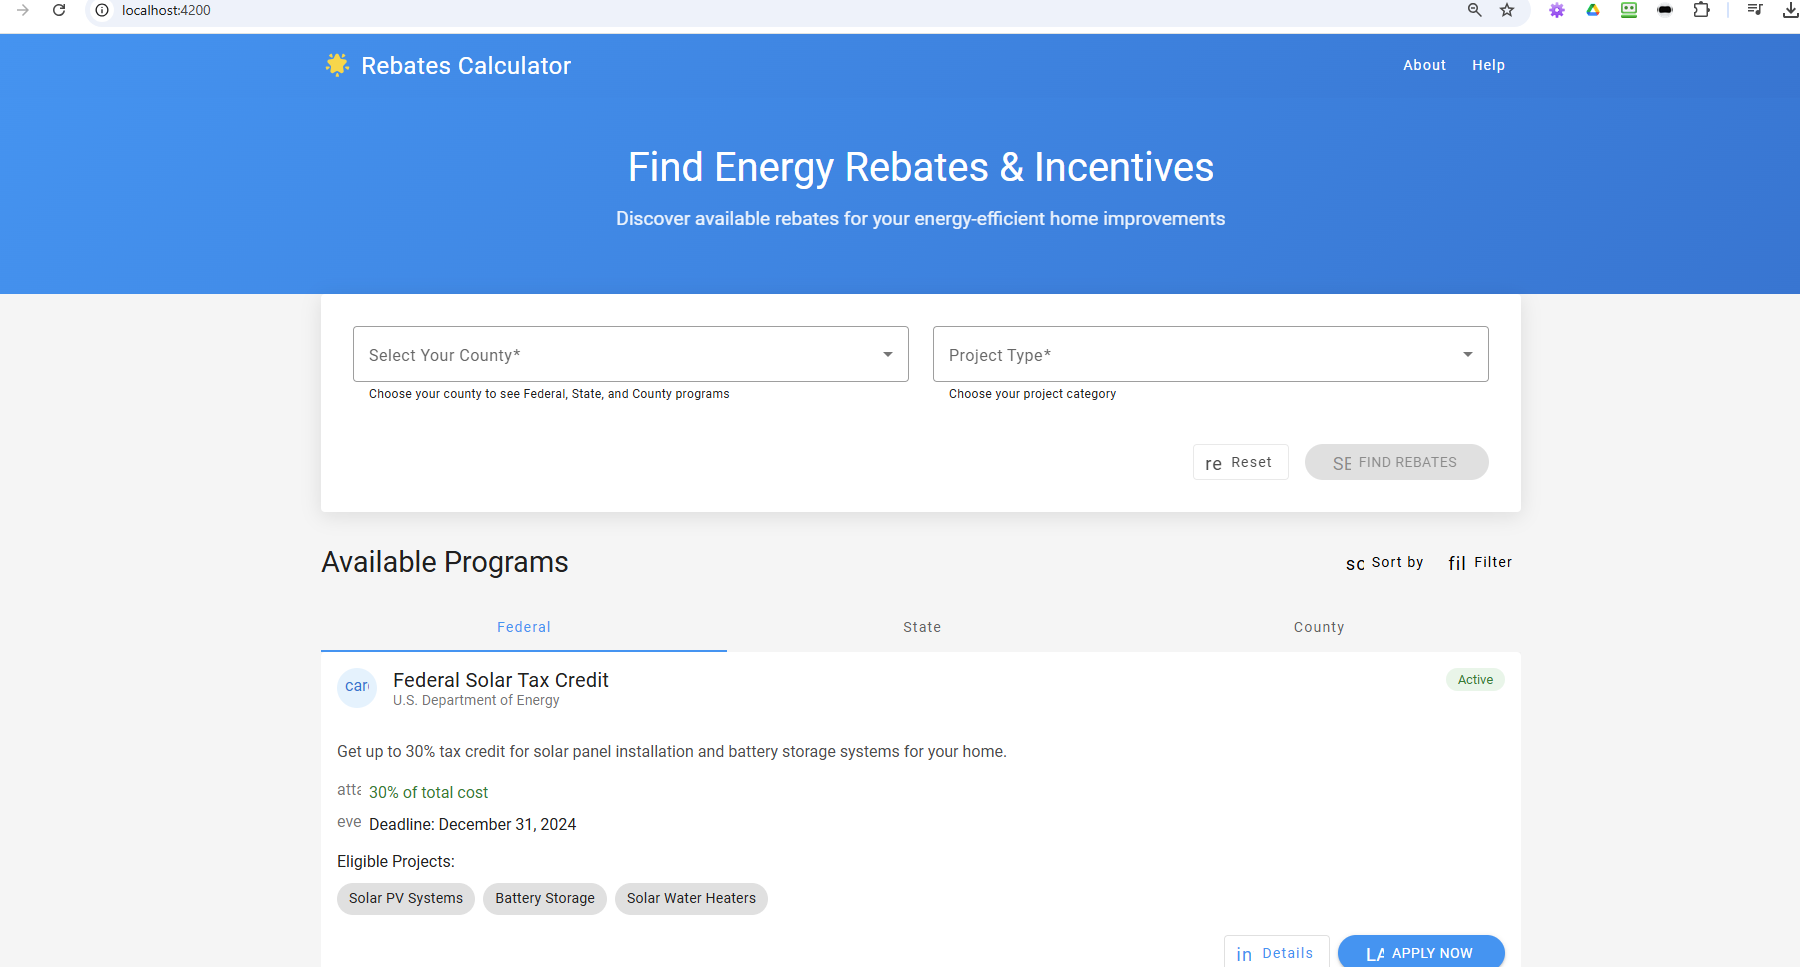 localhost:4200
Rebates Calculator
About Help
Find Energy Rebates & Incentives
Discover available rebates for your energy-efficient home improvements
Select Your County* Project Type*
Choose your county to see Federal, State, and County programs Choose your project category
re Reset SE FIND REBATES
Available Programs so Sort by fil Filter
Federal State County
car Federal Solar Tax Credit Active
U.S. Department of Energy
Get up to 30% tax credit for solar panel installation and battery storage systems for your home.
atta 30% of total cost
eve Deadline: December 31, 2024
Eligible Projects:
Solar PV Systems Battery Storage Solar Water Heaters
in Details LA APPLY NOW